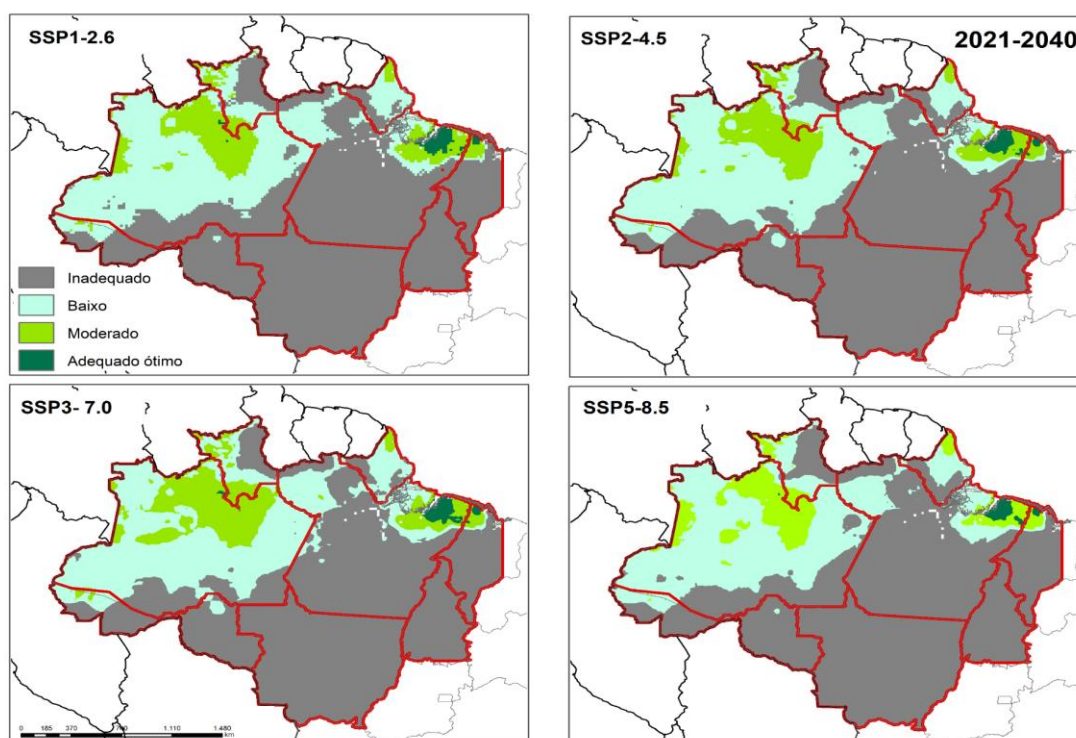 SSP1-2.6
SSP2-4.5
2021-2040
Inadequado
Baixo
Moderado
Adequado ótimo
SSP3- 7.0
SSP5-8.5
0 185 370 740 1.110 1.480
km